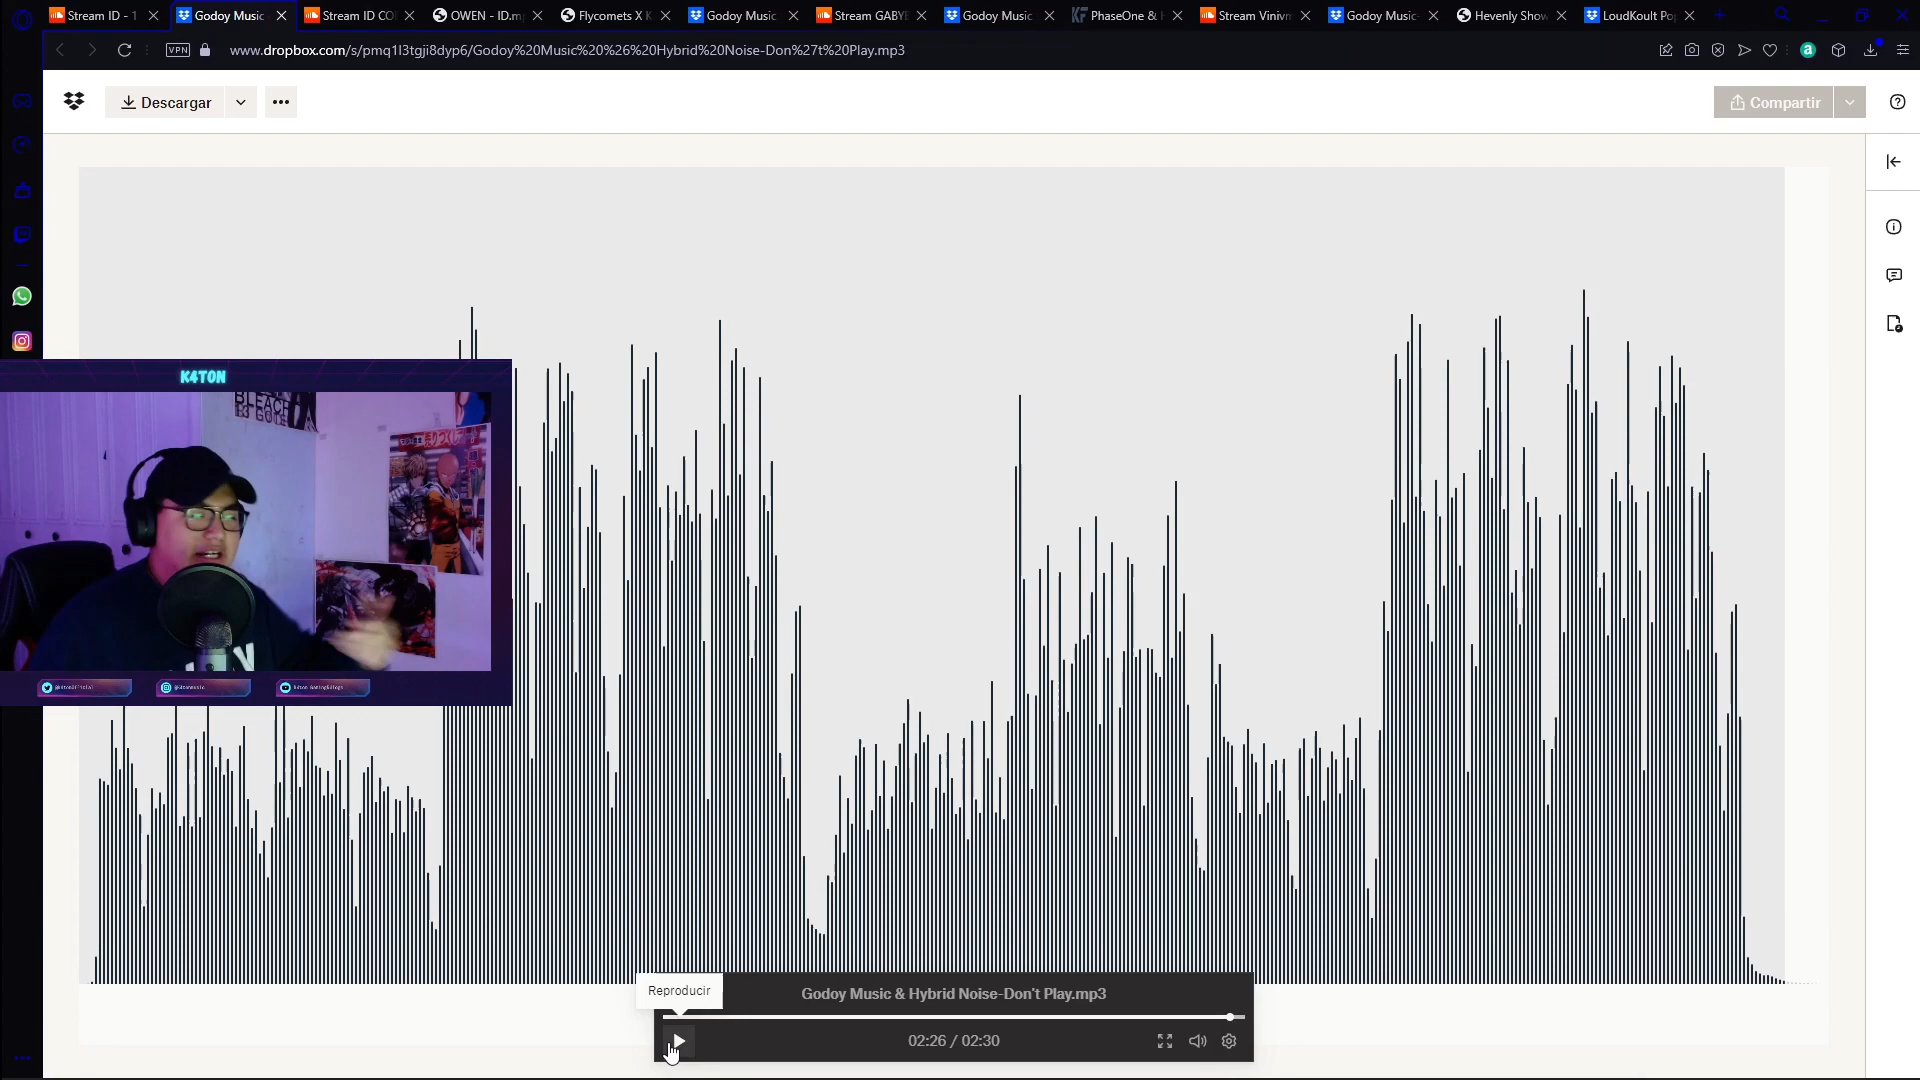 Stream ID - 1
Godoy Music
Stream ID CO
OWEN - ID.m
Flycomets X K
Godoy Music
Stream GABYE
Godoy Music
PhaseOne &
Stream Vinivm
Godoy Music-
Hevenly Show
LoudKoult Po
VPN
www.dropbox.com/s/pmq1l3tgji8dyp6/Godoy%20Music%20%26%20Hybrid%20Noise-Don%27t%20Play.mp3
Descargar
Compartir
K4TON
BLEACH
Reproducir
Godoy Music & Hybrid Noise-Don't Play.mp3
02:26 / 02:30